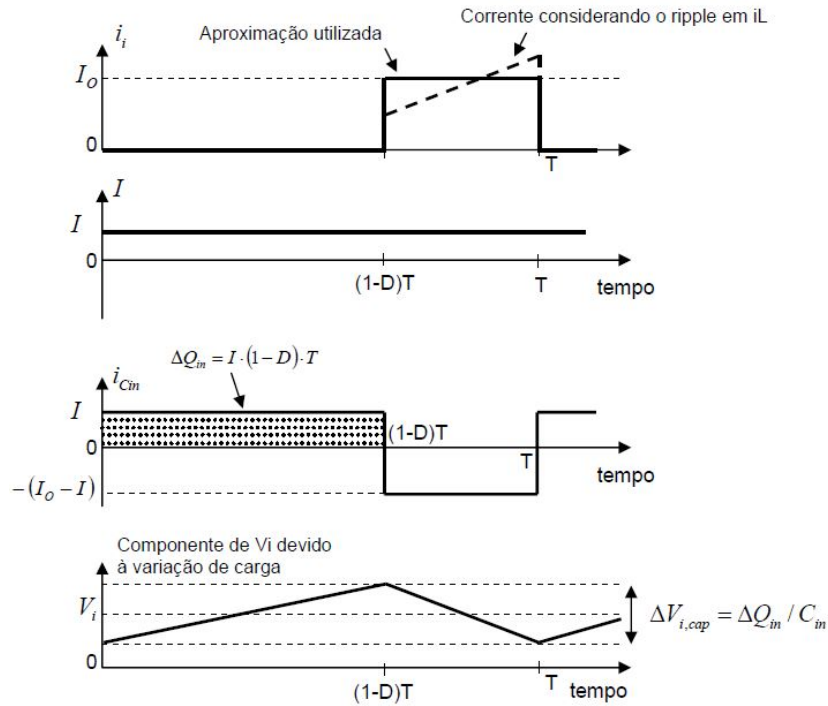 Corrente considerando o ripple em iL
Aproximação utilizada
i_i
I_O
0
T
I
I
0
(1-D)T
T
tempo
ΔQ_in = I · (1 − D) · T
i_Cin
I
0
(1-D)T
T
tempo
−(I_O − I)
Componente de Vi devido
à variação de carga
V_i
ΔV_i,cap = ΔQ_in / C_in
0
(1-D)T
T
tempo